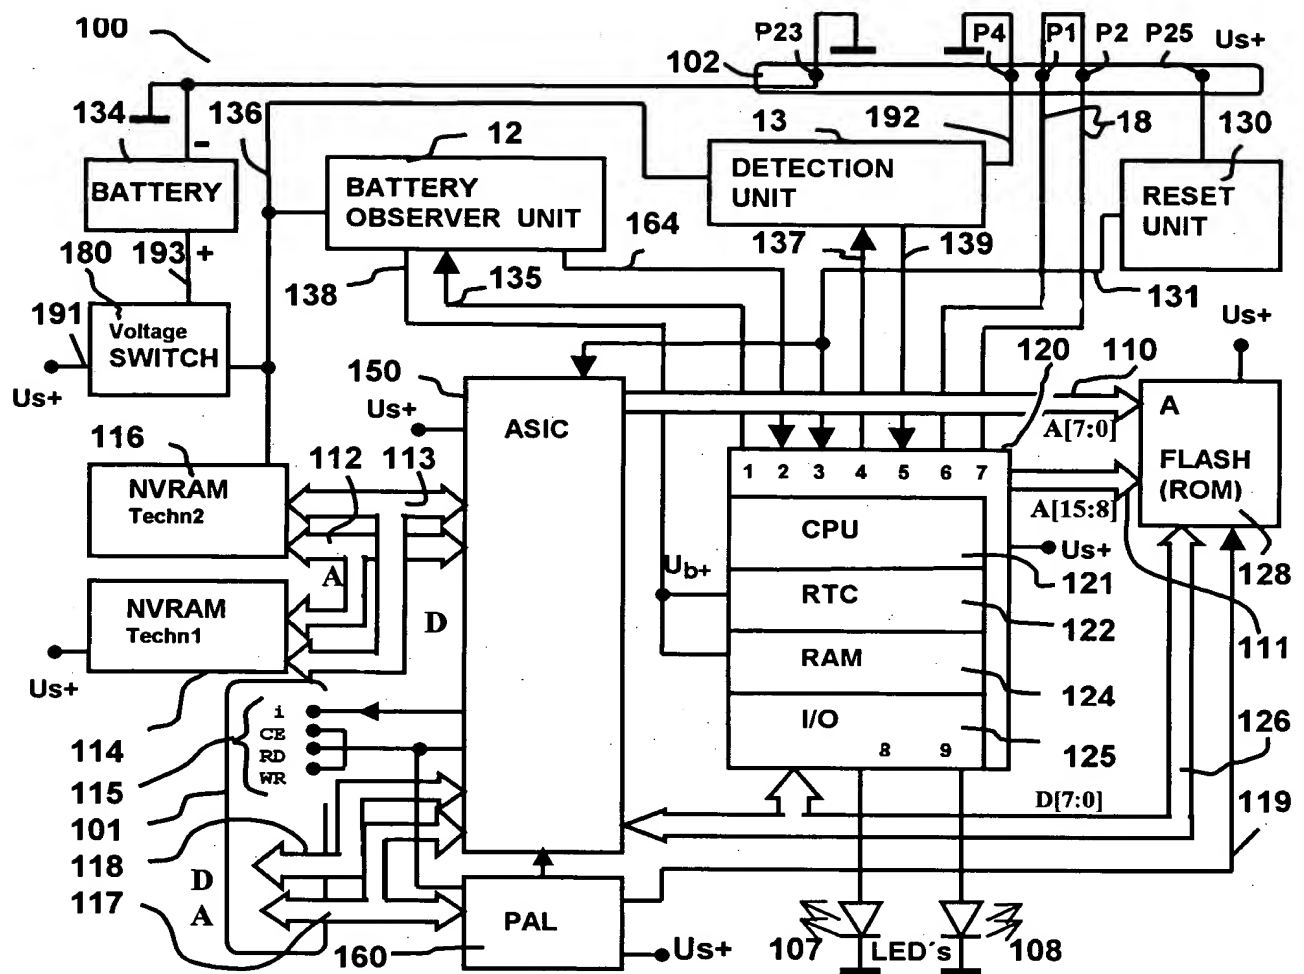 100
P23
P4
P1
P2
P25
Us+
102
134
136
12
13
192
18
130
-
BATTERY
BATTERY
OBSERVER UNIT
DETECTION
UNIT
RESET
UNIT
180
193
+
138
135
164
137
139
131
191
Voltage
SWITCH
Us+
Us+
150
Us+
120
110
116
112
113
ASIC
A
A[7:0]
NVRAM
Techn2
1
2
3
4
5
6
7
FLASH
(ROM)
A[15:8]
CPU
Us+
Ub+
A
121
128
NVRAM
Techn1
D
RTC
122
111
RAM
Us+
124
i
CE
RD
WR
114
115
I/O
8
9
125
126
101
D[7:0]
119
118
D
A
117
PAL
160
Us+
107
LED´s
108